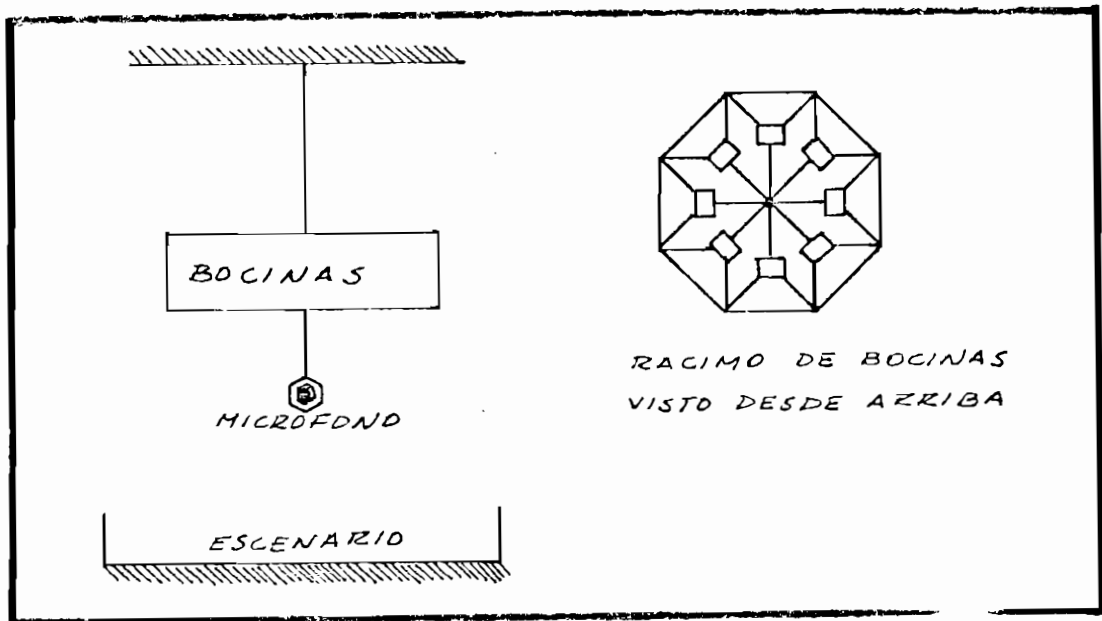 BOCINAS
MICROFONO
ESCENARIO
RACIMO DE BOCINAS
VISTO DESDE ARRIBA